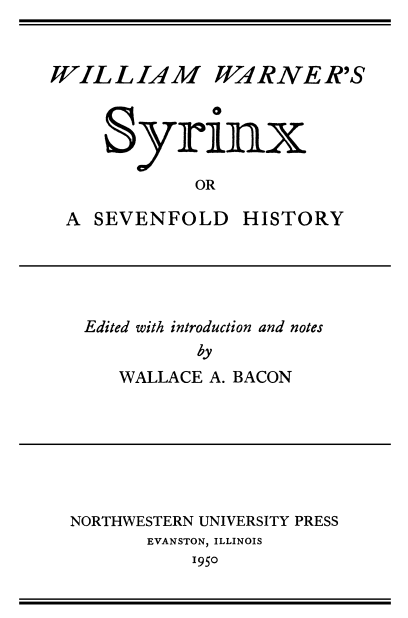 WILLIAM WARNER'S
Syrinx
OR
A SEVENFOLD HISTORY
Edited with introduction and notes
by
WALLACE A. BACON
NORTHWESTERN UNIVERSITY PRESS
EVANSTON, ILLINOIS
1950